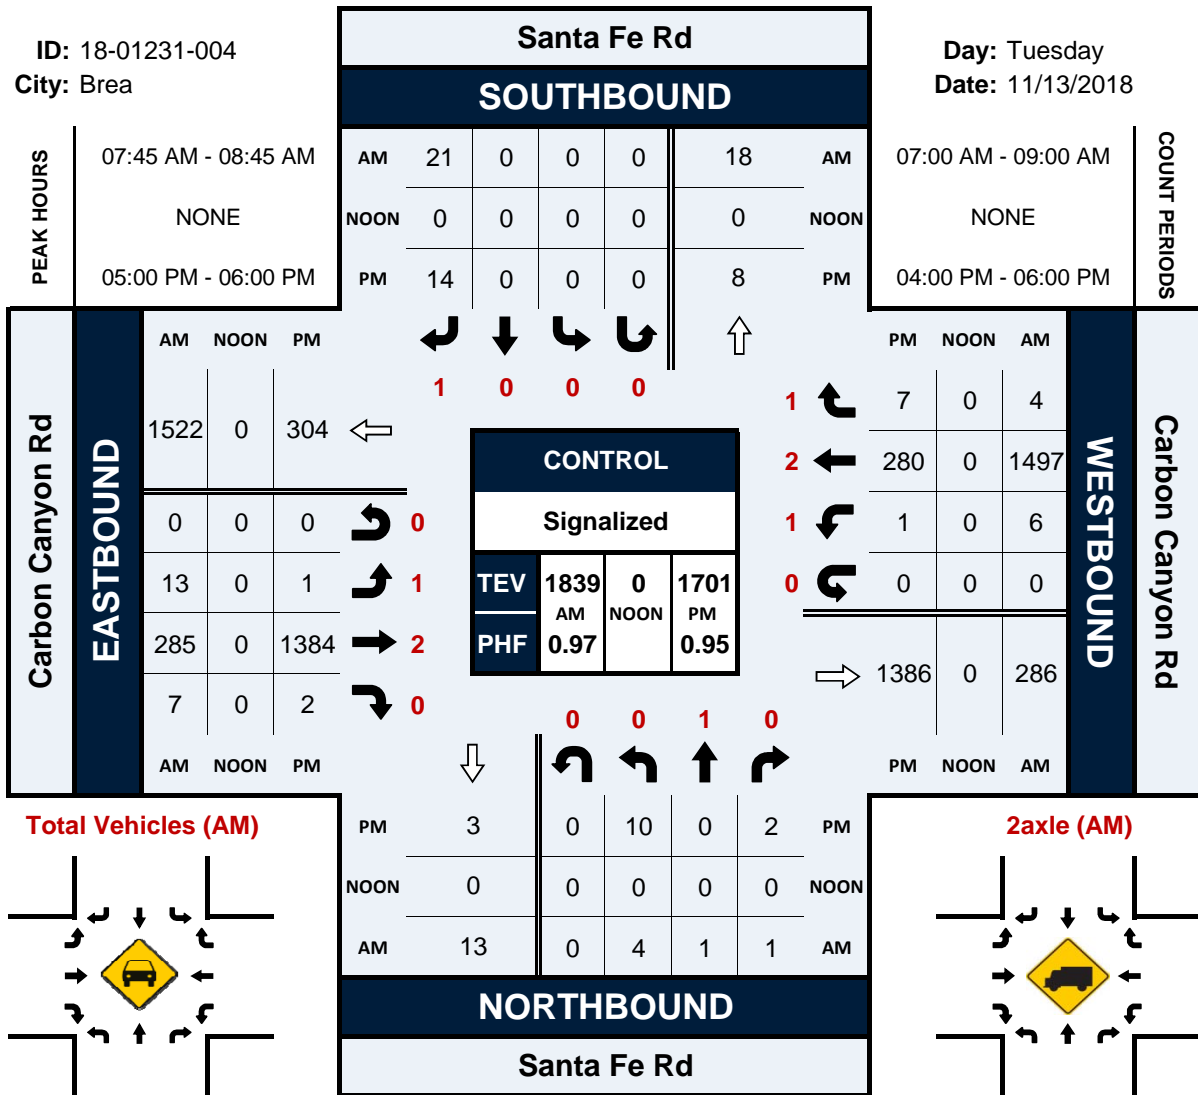 Santa Fe Rd
ID: 18-01231-004
Day: Tuesday
City: Brea
SOUTHBOUND
Date: 11/13/2018
PEAK HOURS
07:45 AM - 08:45 AM
AM 21 0 0 0 18 AM
07:00 AM - 09:00 AM
COUNT PERIODS
NONE
NOON 0 0 0 0 0 NOON
NONE
05:00 PM - 06:00 PM
PM 14 0 0 0 8 PM
04:00 PM - 06:00 PM
AM NOON PM
PM NOON AM
1 0 0 0
Carbon Canyon Rd
EASTBOUND
1522 0 304
0 0 0 0
13 0 1 1
285 0 1384 2
7 0 2 0
AM NOON PM
CONTROL
Signalized
TEV 1839 0 1701
AM NOON PM
PHF 0.97 0.95
1 7 0 4
2 280 0 1497
1 1 0 6
0 0 0 0
1386 0 286
PM NOON AM
WESTBOUND
Carbon Canyon Rd
0 0 1 0
Total Vehicles (AM)
PM 3 0 10 0 2 PM
2axle (AM)
NOON 0 0 0 0 0 NOON
AM 13 0 4 1 1 AM
NORTHBOUND
Santa Fe Rd